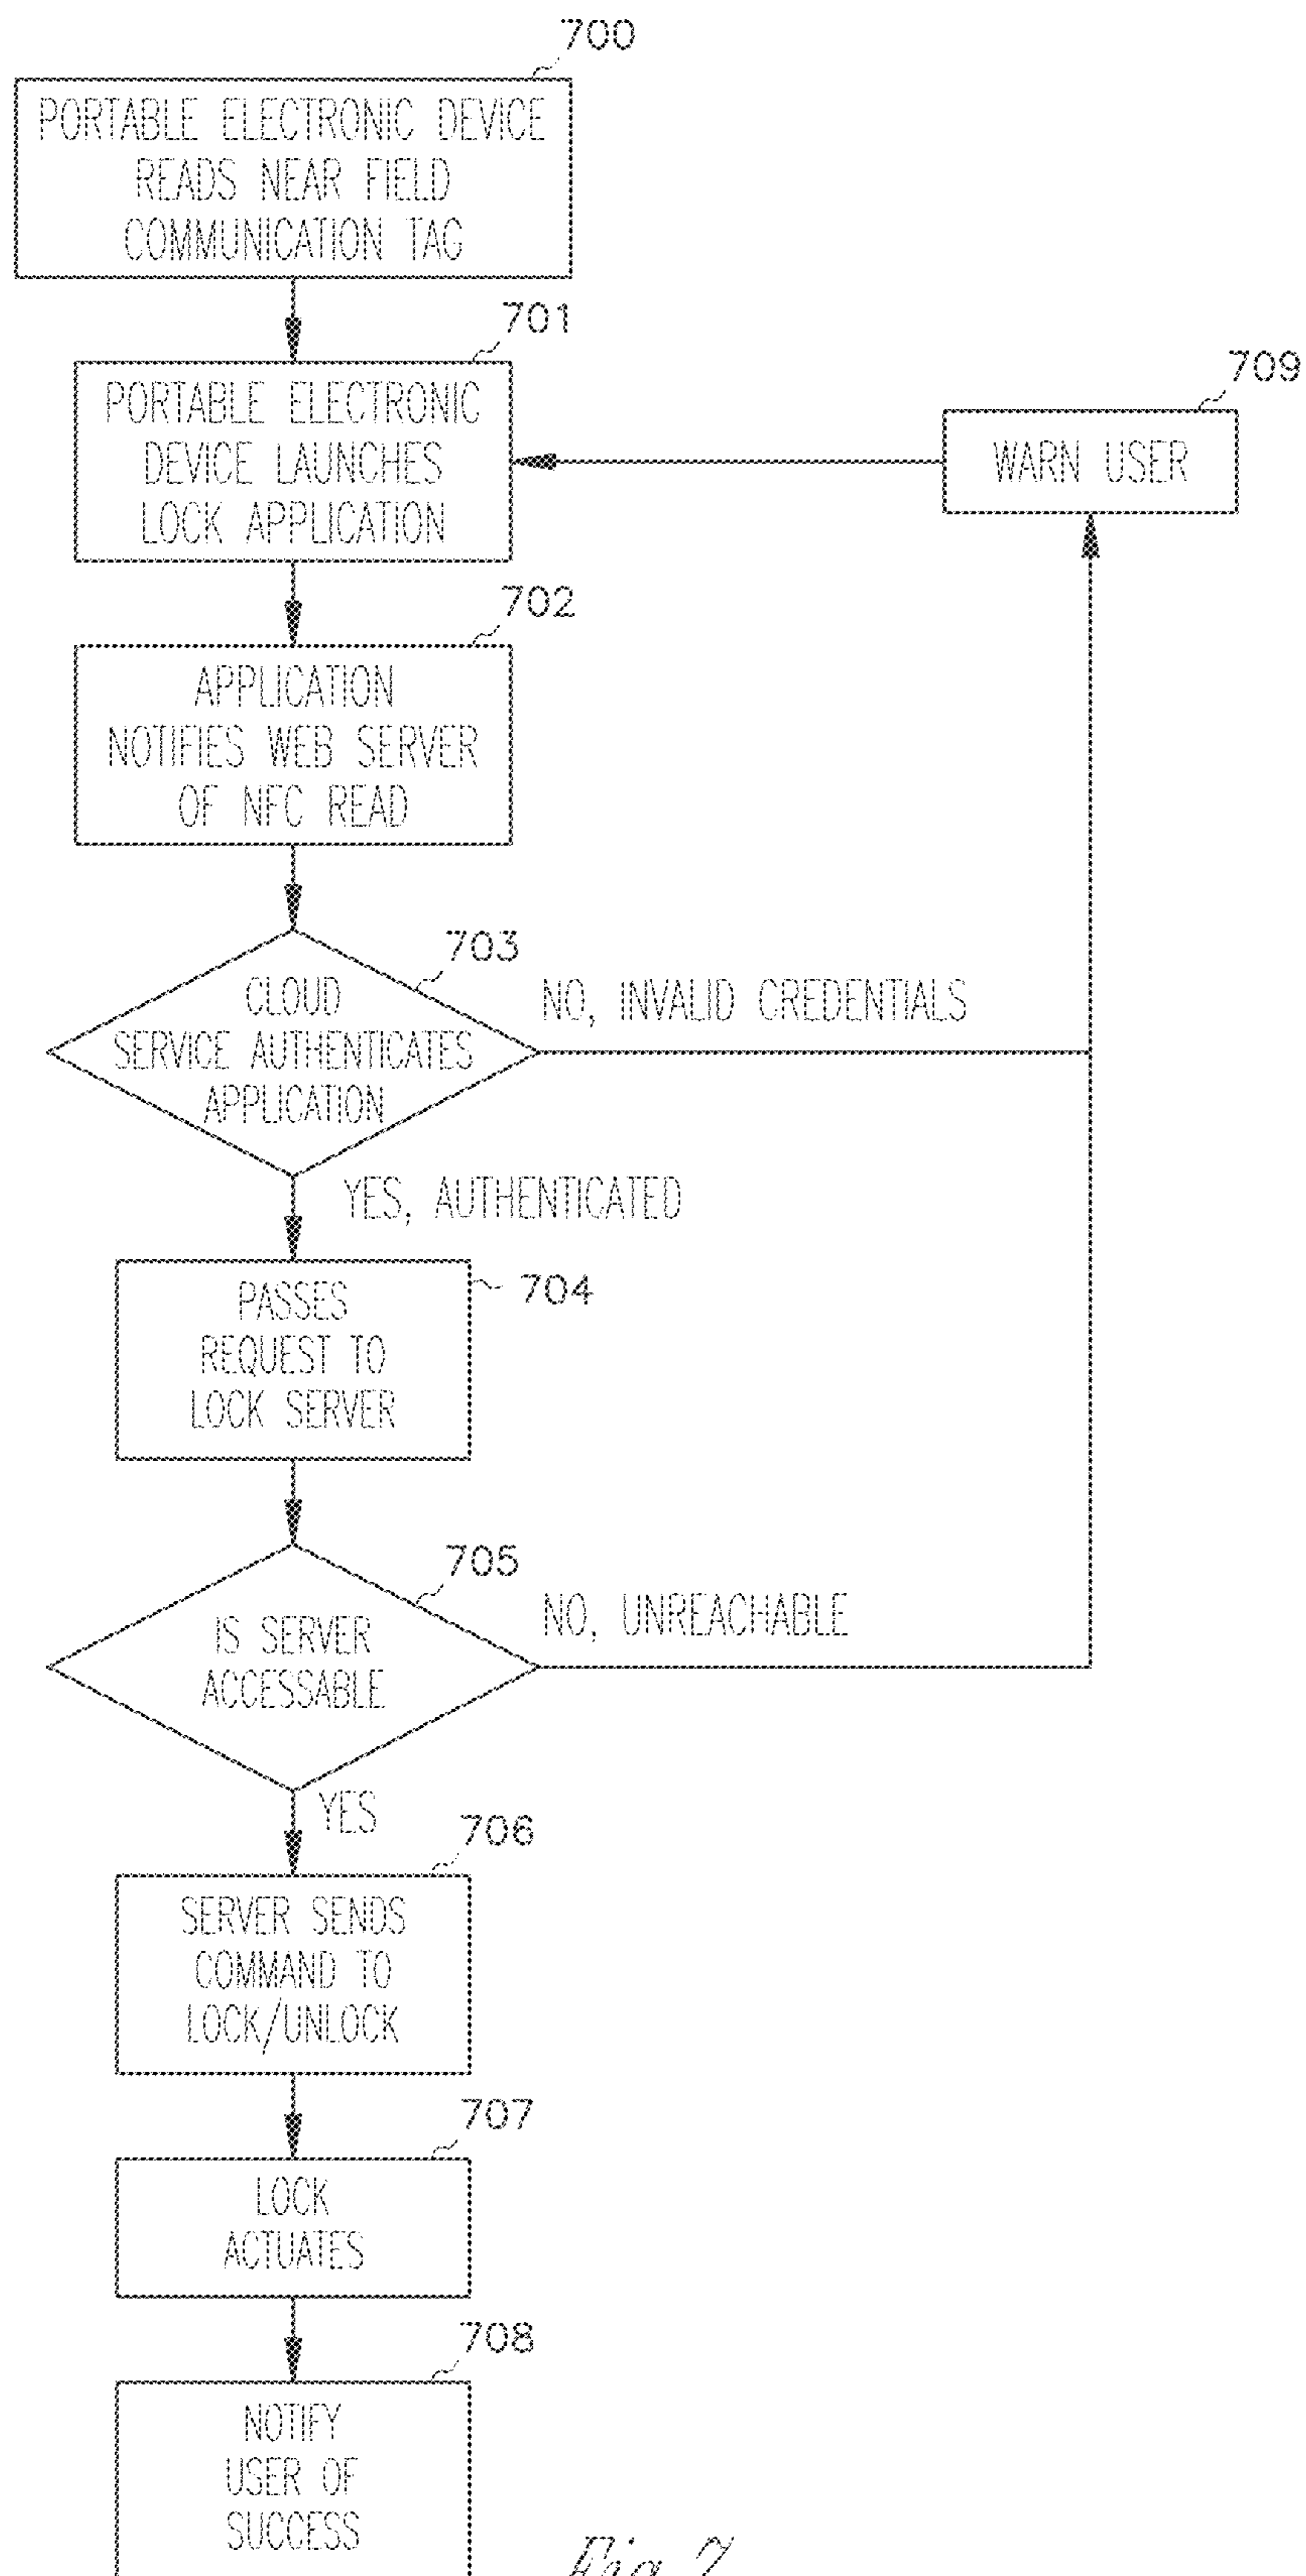 700
PORTABLE ELECTRONIC DEVICE
READS NEAR FIELD
COMMUNICATION TAG
701
PORTABLE ELECTRONIC
DEVICE LAUNCHES
LOCK APPLICATION
709
WARN USER
702
APPLICATION
NOTIFIES WEB SERVER
OF NFC READ
703
CLOUD
SERVICE AUTHENTICATES
APPLICATION
NO, INVALID CREDENTIALS
YES, AUTHENTICATED
704
PASSES
REQUEST TO
LOCK SERVER
705
IS SERVER
ACCESSABLE
NO, UNREACHABLE
YES
706
SERVER SENDS
COMMAND TO
LOCK/UNLOCK
707
LOCK
ACTUATES
708
NOTIFY
USER OF
SUCCESS
Fig. 7